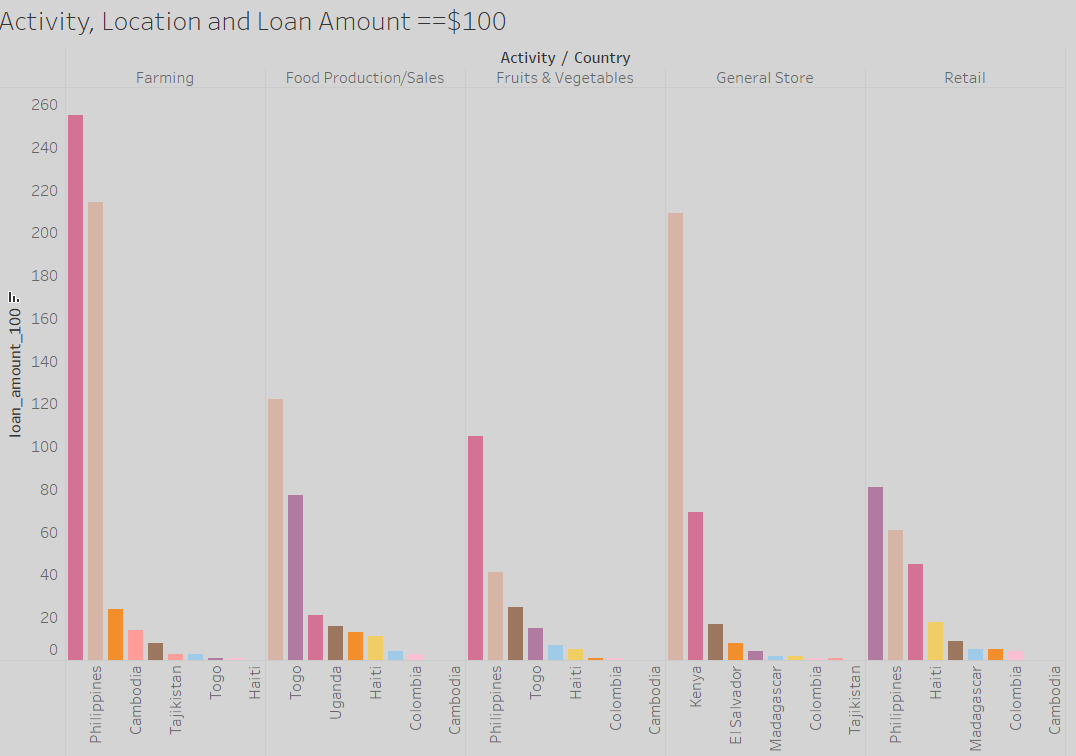 Activity, Location and Loan Amount ==$100
Activity / Country
Farming Food Production/Sales Fruits & Vegetables General Store Retail
260
240
220
200
180
160
140
120
100
80
60
40
20
0
loan_amount_100
Philippines Cambodia Tajikistan Togo Haiti Togo Uganda Haiti Colombia Cambodia Philippines Togo Haiti Colombia Cambodia Kenya El Salvador Madagascar Colombia Tajikistan Philippines Haiti Madagascar Colombia Cambodia